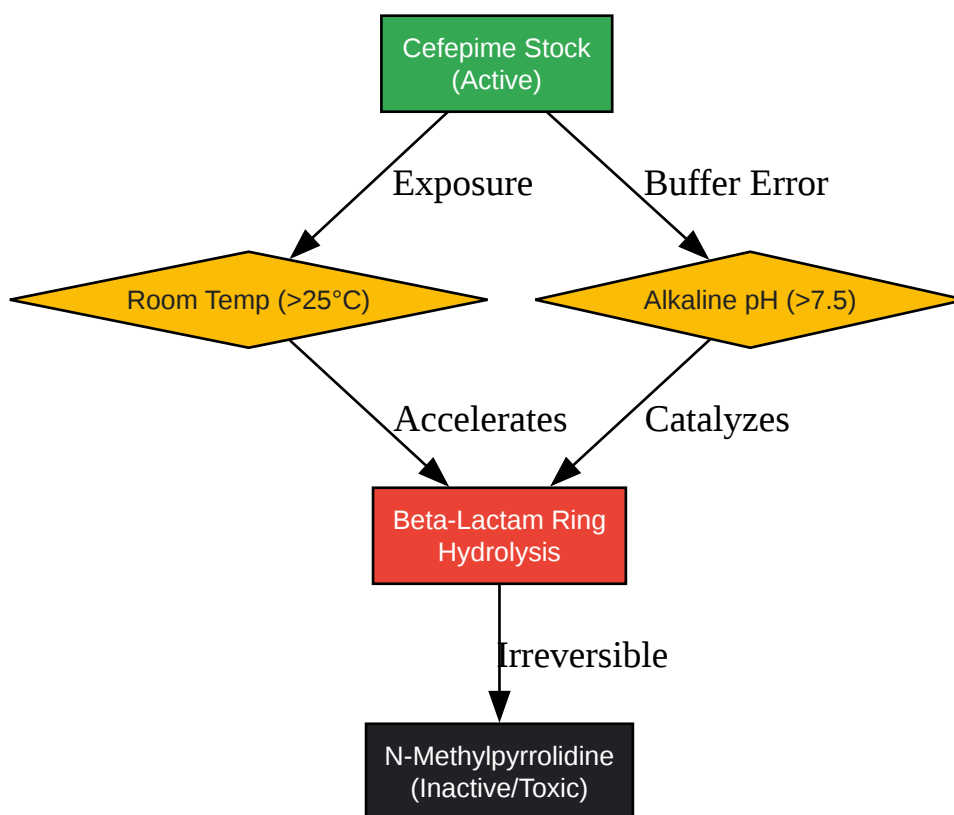 Cefepime Stock
(Active)
Exposure
Buffer Error
Room Temp (>25°C)
Alkaline pH (>7.5)
Accelerates
Catalyzes
Beta-Lactam Ring
Hydrolysis
Irreversible
N-Methylpyrrolidine
(Inactive/Toxic)